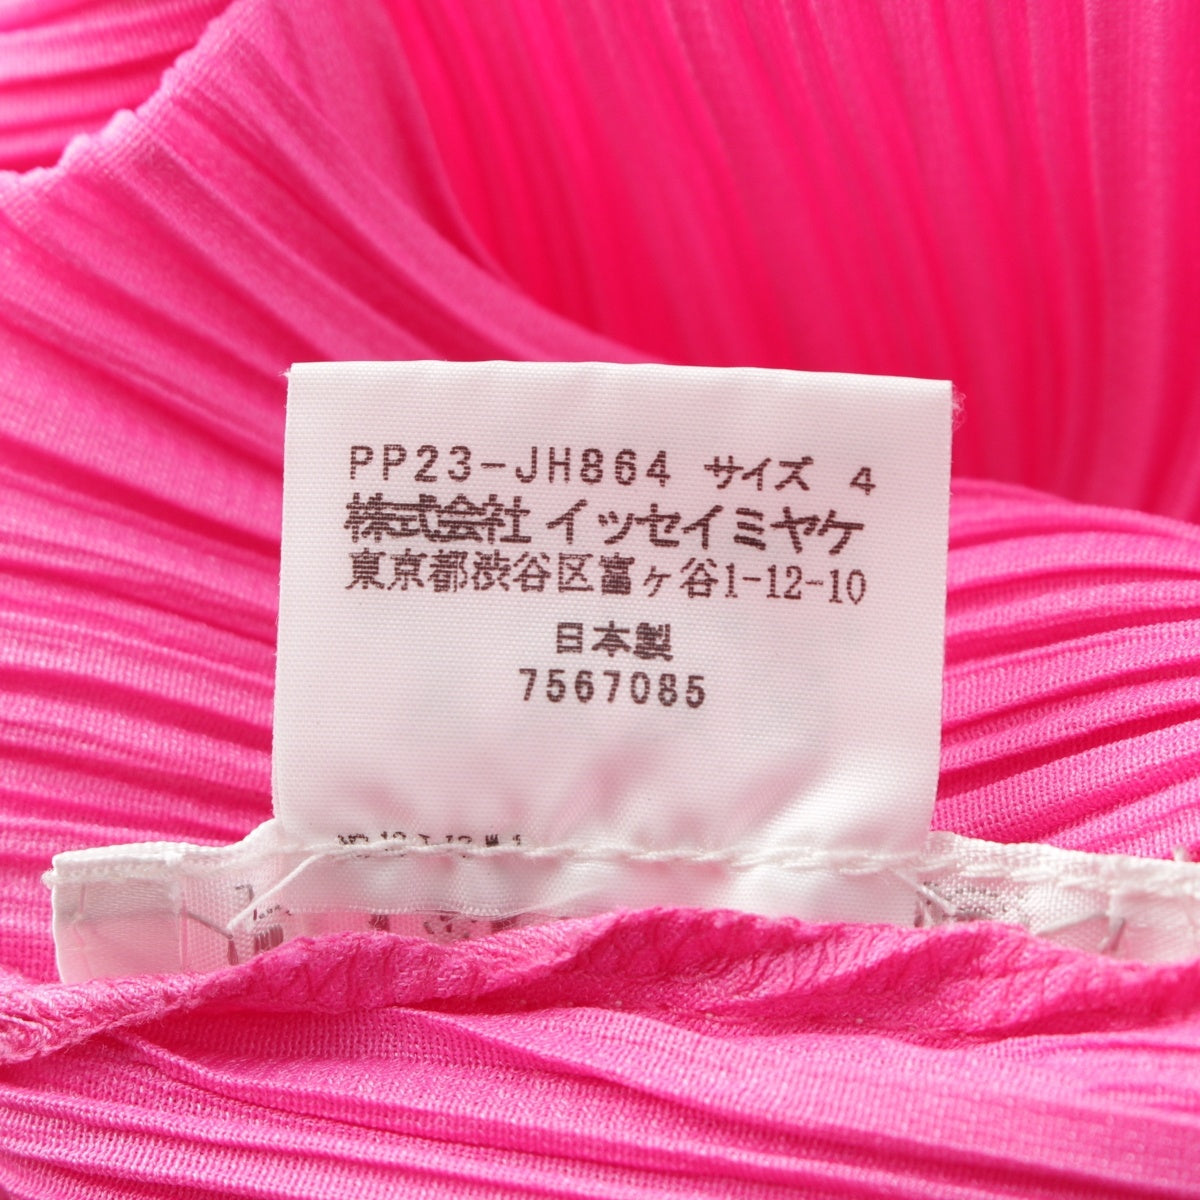 PP23-JH864 サイズ 4
株式会社 イッセイミヤケ
東京都渋谷区富ヶ谷1-12-10
日本製
7567085